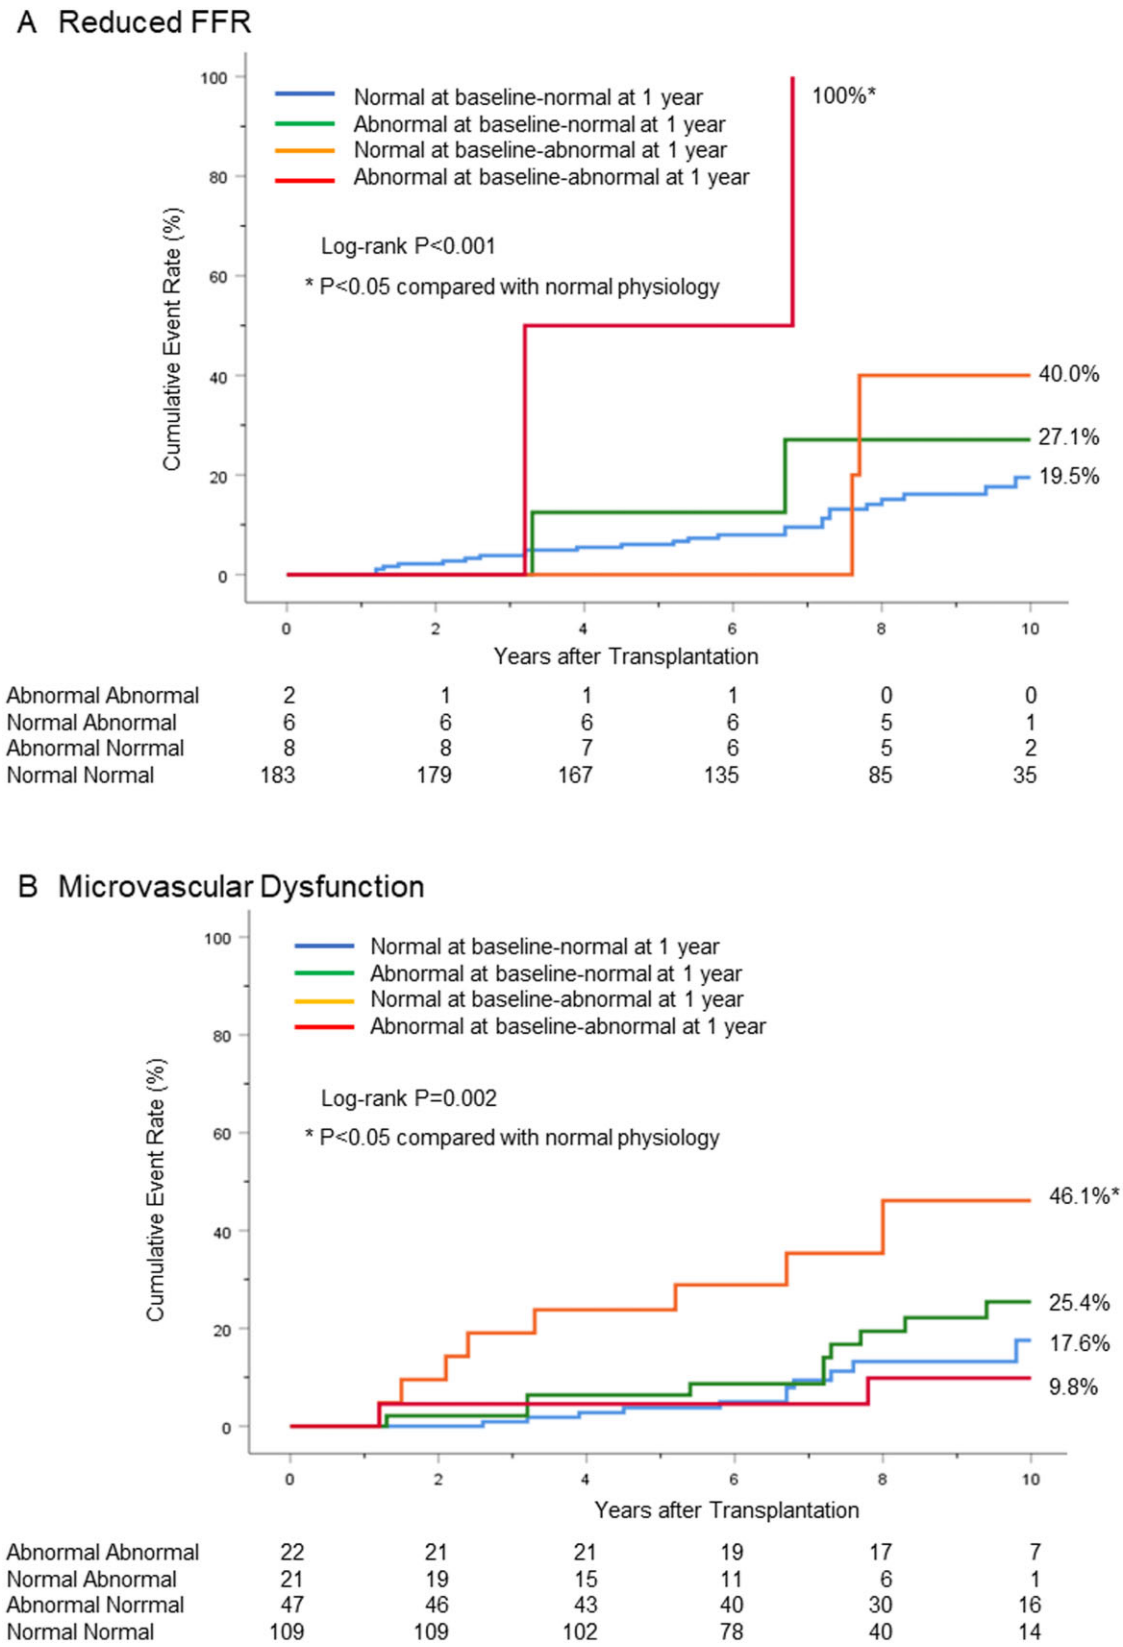 A Reduced FFR
100
80
60
40
20
0
Cumulative Event Rate (%)
Normal at baseline-normal at 1 year
Abnormal at baseline-normal at 1 year
Normal at baseline-abnormal at 1 year
Abnormal at baseline-abnormal at 1 year
Log-rank P<0.001
* P<0.05 compared with normal physiology
100%*
40.0%
27.1%
19.5%
0 2 4 6 8 10
Years after Transplantation
Abnormal Abnormal 2 1 1 1 0 0
Normal Abnormal 6 6 6 6 5 1
Abnormal Norrmal 8 8 7 6 5 2
Normal Normal 183 179 167 135 85 35
B Microvascular Dysfunction
100
80
60
40
20
0
Cumulative Event Rate (%)
Normal at baseline-normal at 1 year
Abnormal at baseline-normal at 1 year
Normal at baseline-abnormal at 1 year
Abnormal at baseline-abnormal at 1 year
Log-rank P=0.002
* P<0.05 compared with normal physiology
46.1%*
25.4%
17.6%
9.8%
0 2 4 6 8 10
Years after Transplantation
Abnormal Abnormal 22 21 21 19 17 7
Normal Abnormal 21 19 15 11 6 1
Abnormal Norrmal 47 46 43 40 30 16
Normal Normal 109 109 102 78 40 14